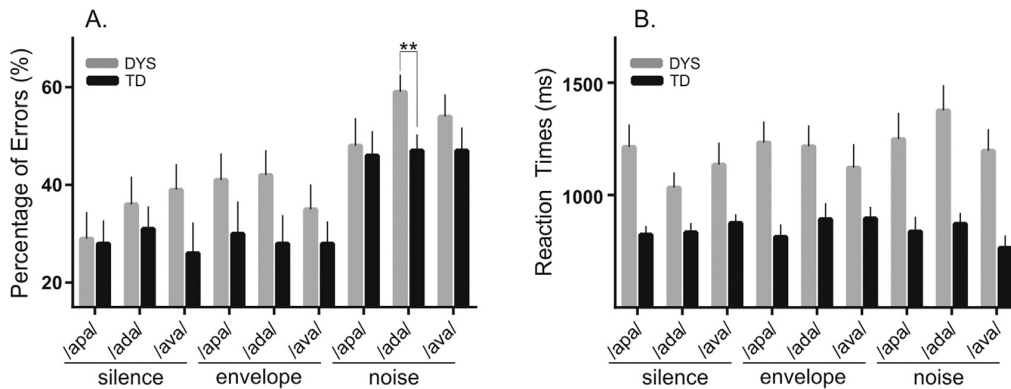 A.
Percentage of Errors (%)
60
40
20
DYS
TD
**
/apa/ /ada/ /ava/ /apa/ /ada/ /ava/ /apa/ /ada/ /ava/
silence envelope noise
B.
Reaction Times (ms)
1500
1000
DYS
TD
/apa/ /ada/ /ava/ /apa/ /ada/ /ava/ /apa/ /ada/ /ava/
silence envelope noise